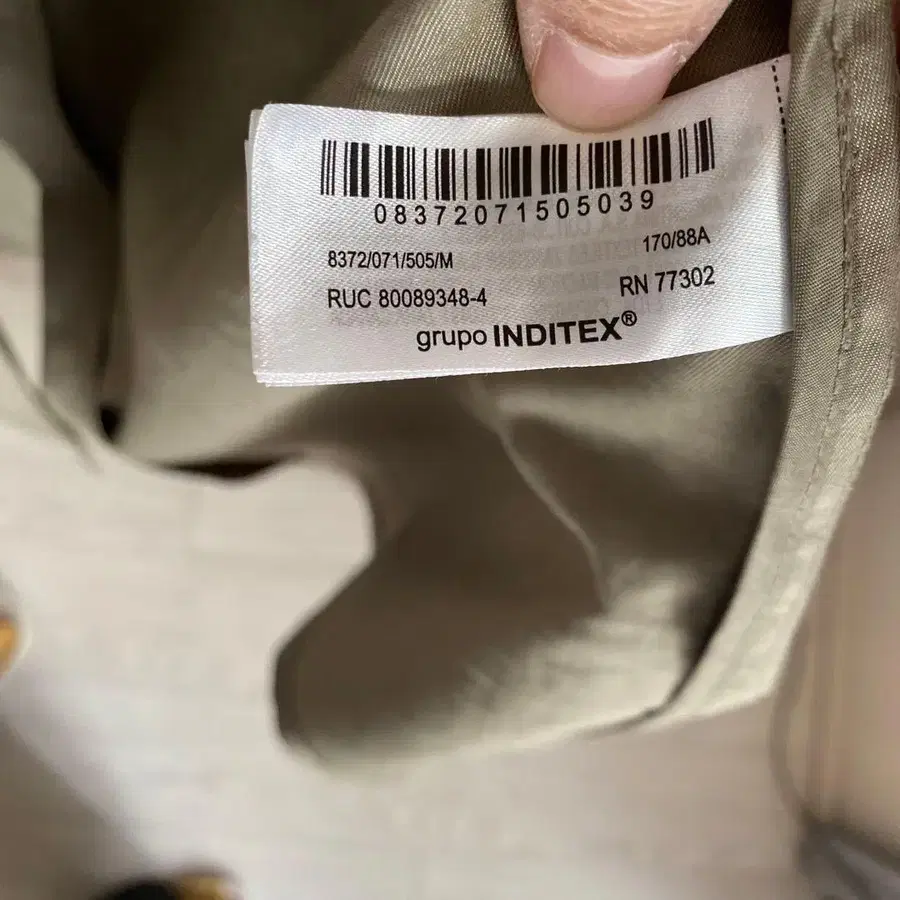 08372071505039
8372/071/505/M 170/88A
RUC 80089348-4 RN 77302
grupo INDITEX®